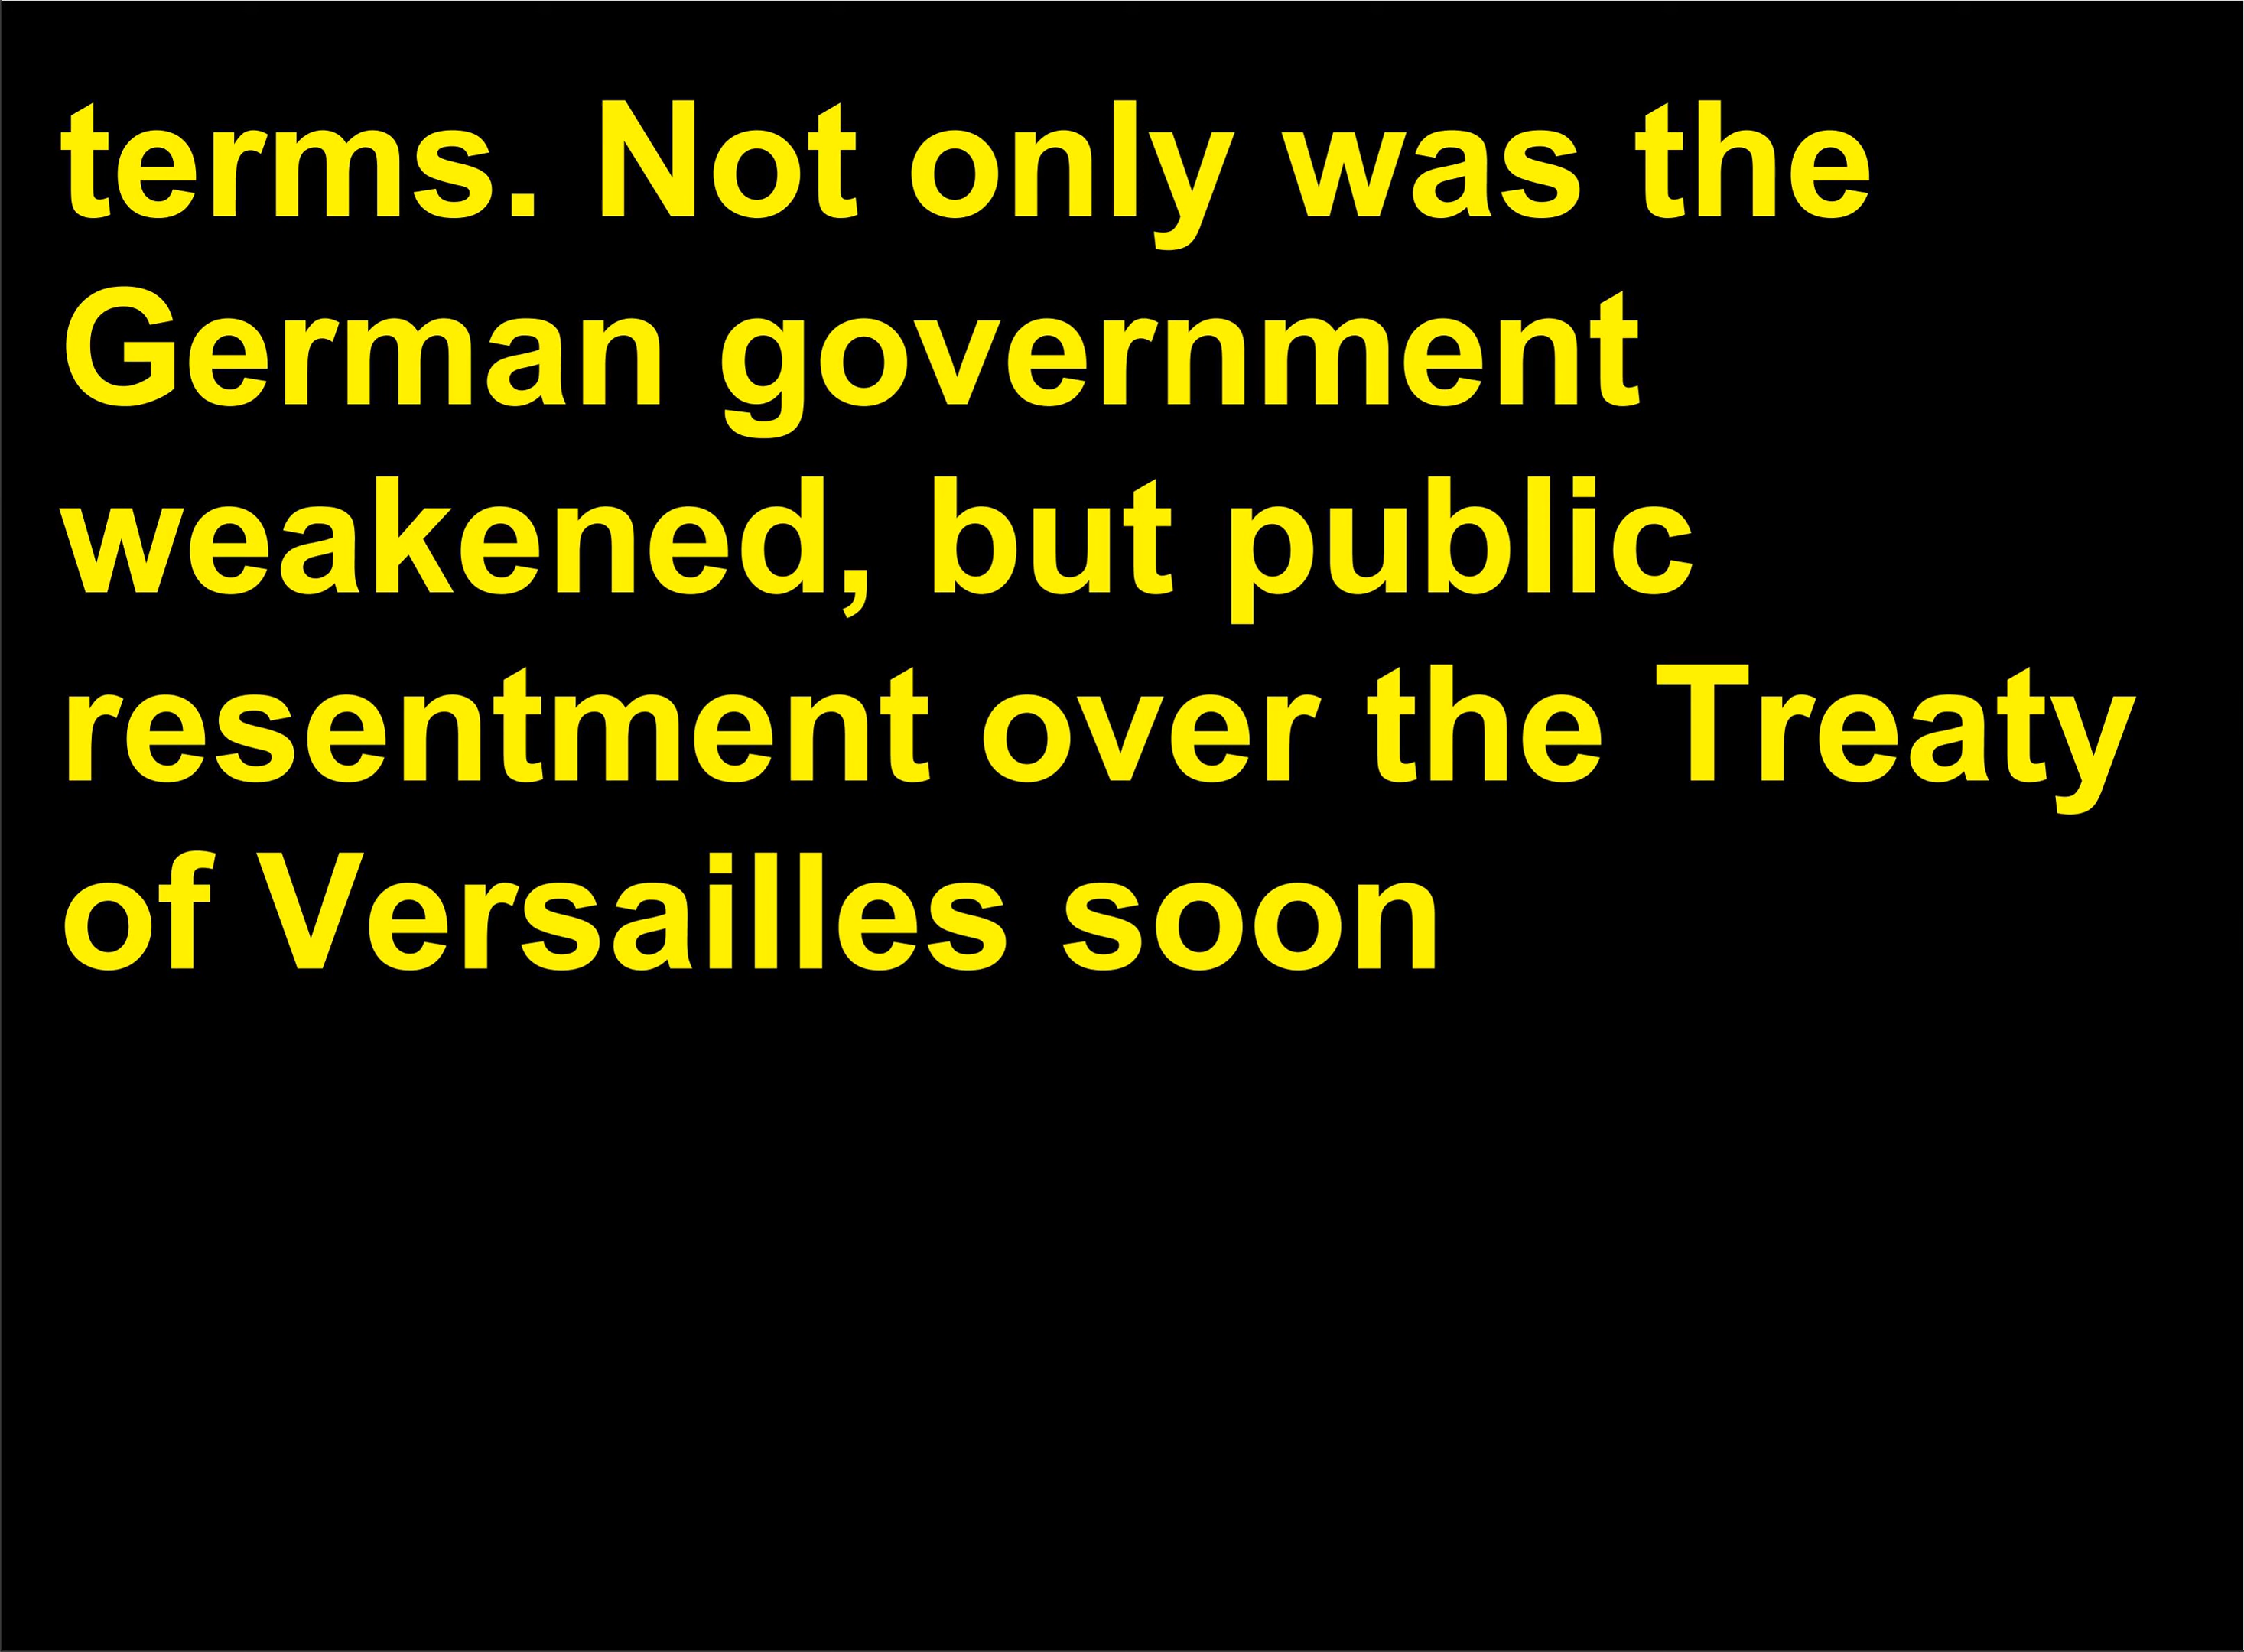 terms. Not only was the
German government
weakened, but public
resentment over the Treaty
of Versailles soon